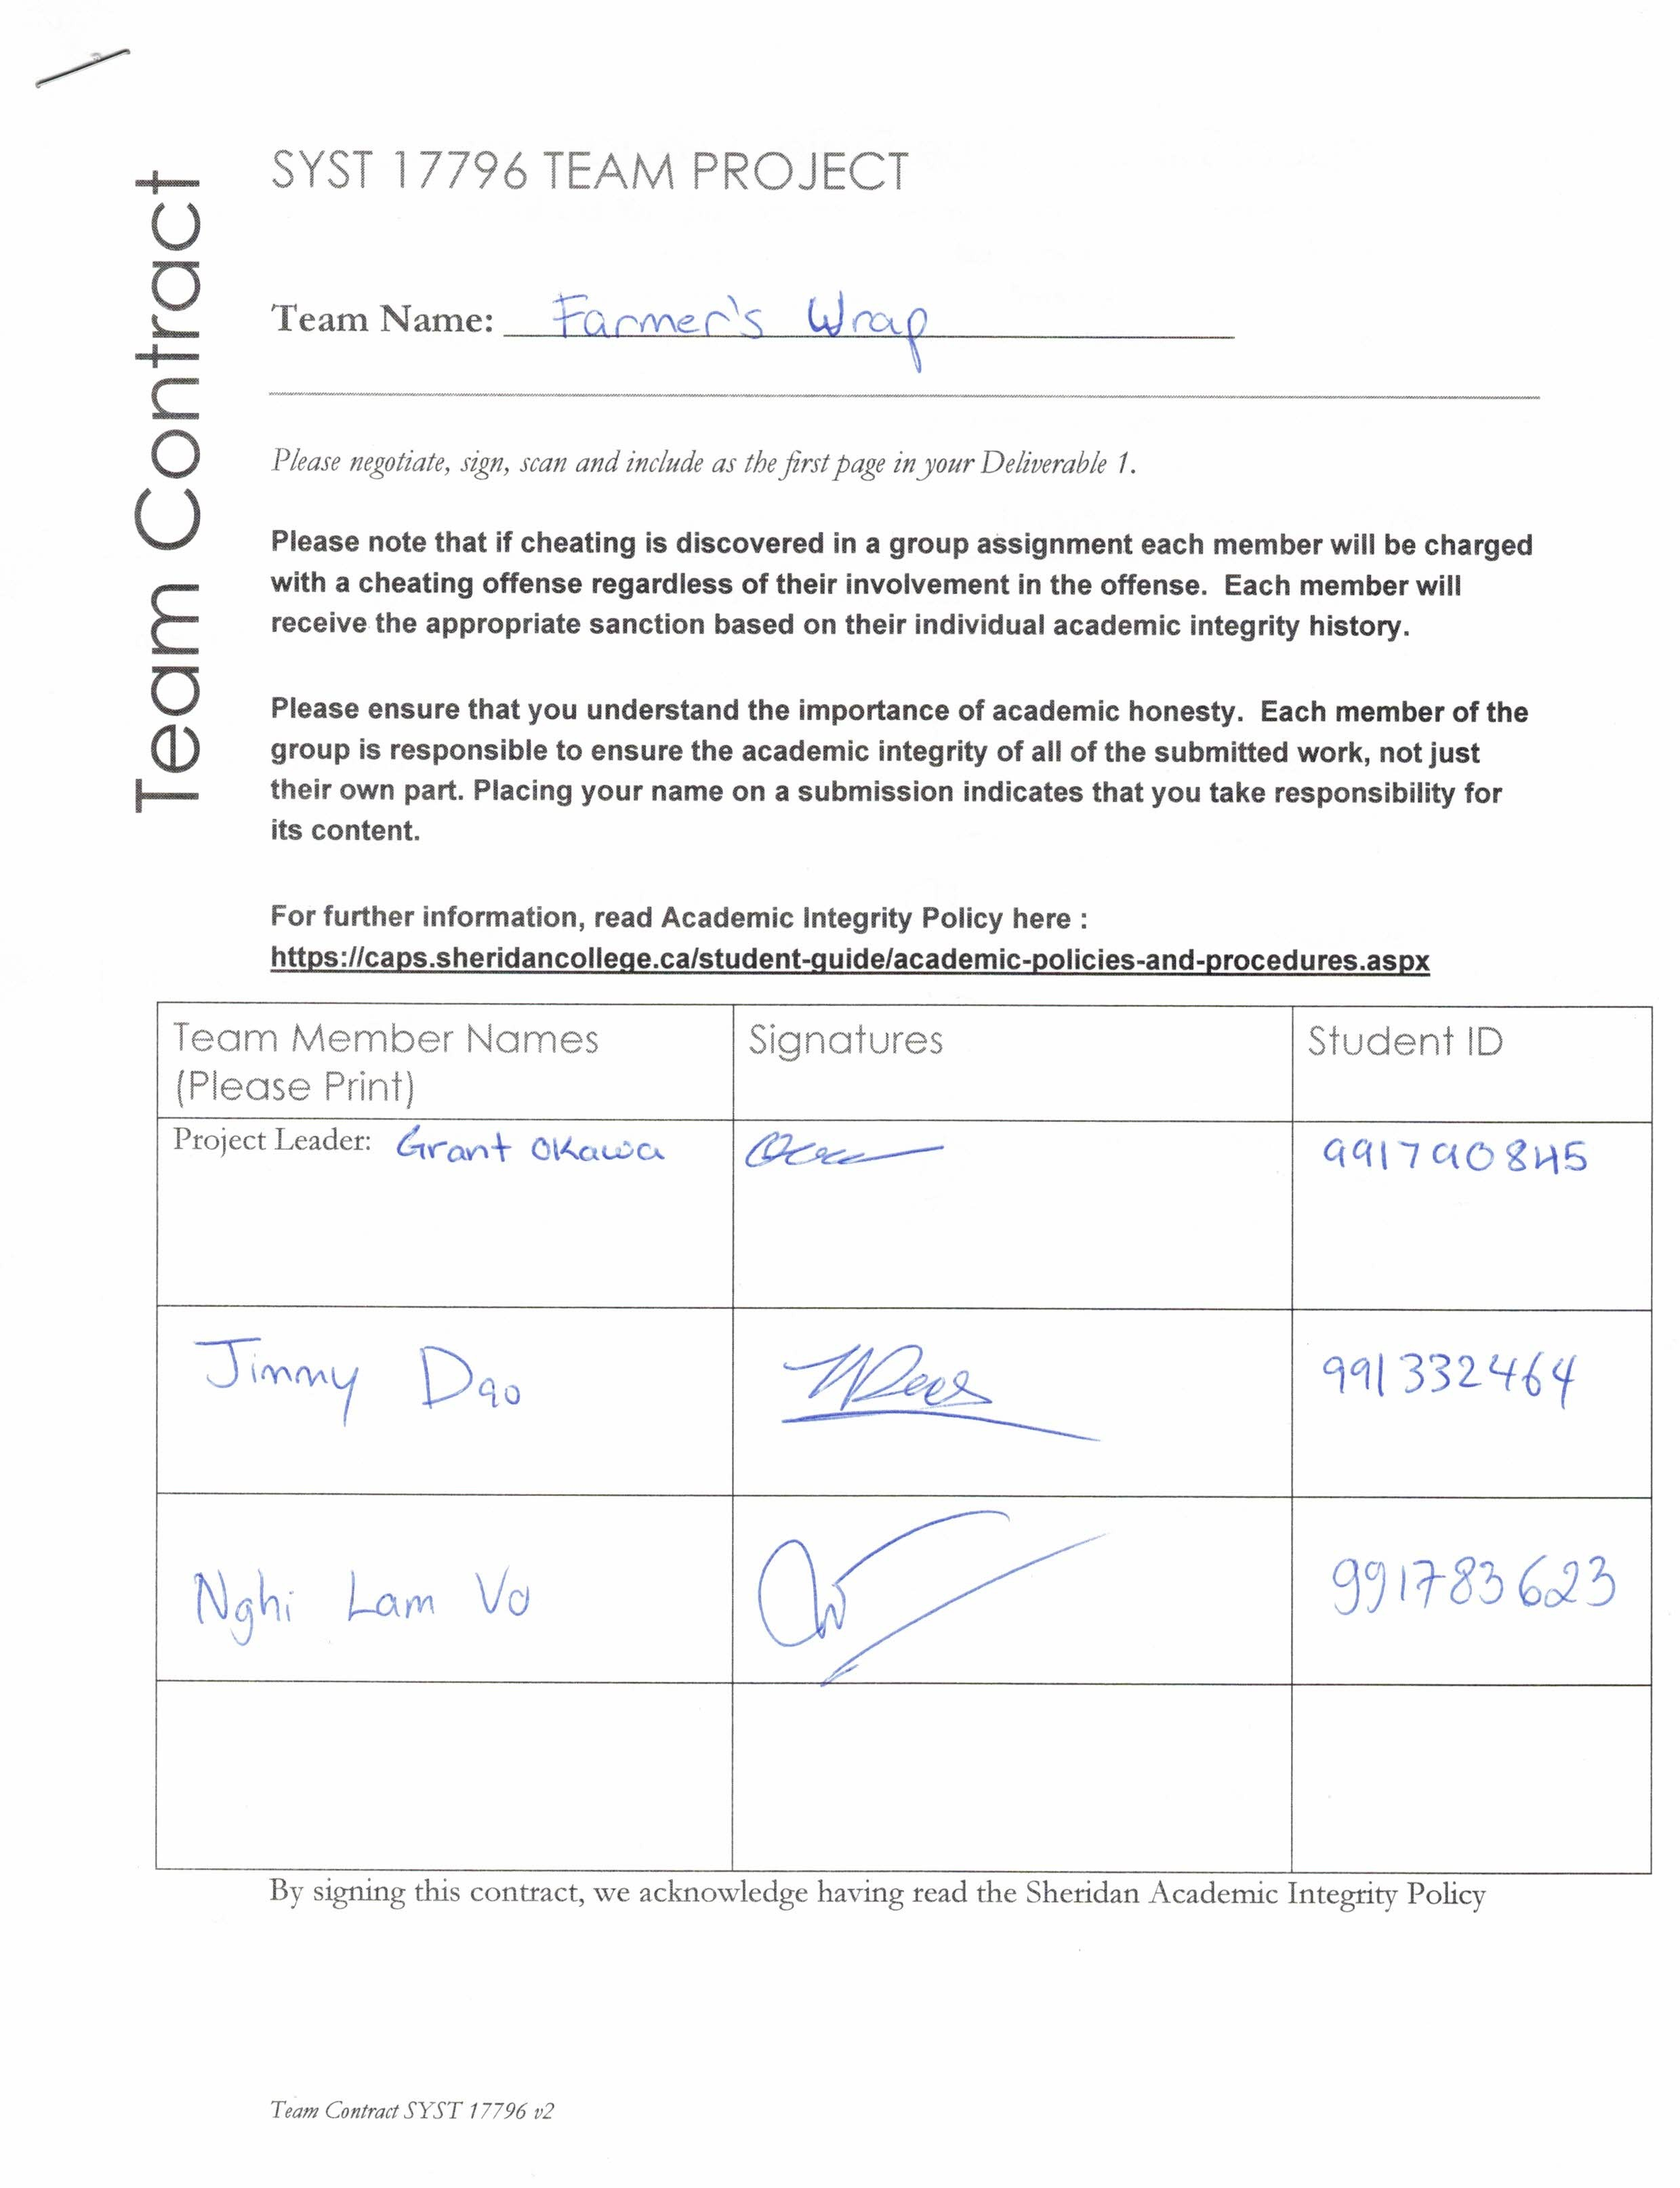 Team Contract
SYST 17796 TEAM PROJECT
Team Name: Farmer's Wrap
Please negotiate, sign, scan and include as the first page in your Deliverable 1.
Please note that if cheating is discovered in a group assignment each member will be charged
with a cheating offense regardless of their involvement in the offense. Each member will
receive the appropriate sanction based on their individual academic integrity history.
Please ensure that you understand the importance of academic honesty. Each member of the
group is responsible to ensure the academic integrity of all of the submitted work, not just
their own part. Placing your name on a submission indicates that you take responsibility for
its content.
For further information, read Academic Integrity Policy here :
https://caps.sheridancollege.ca/student-guide/academic-policies-and-procedures.aspx
Team Member Names Signatures Student ID
(Please Print)
Project Leader: Grant Okawa 991790845
Jimmy Dao 991332464
Nghi Lam Vo 991783623
By signing this contract, we acknowledge having read the Sheridan Academic Integrity Policy
Team Contract SYST 17796 v2